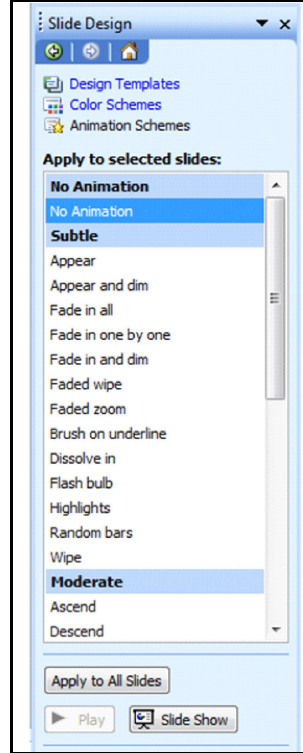 Slide Design
Design Templates
Color Schemes
Animation Schemes
Apply to selected slides:
No Animation
No Animation
Subtle
Appear
Appear and dim
Fade in all
Fade in one by one
Fade in and dim
Faded wipe
Faded zoom
Brush on underline
Dissolve in
Flash bulb
Highlights
Random bars
Wipe
Moderate
Ascend
Descend
Apply to All Slides
Play Slide Show